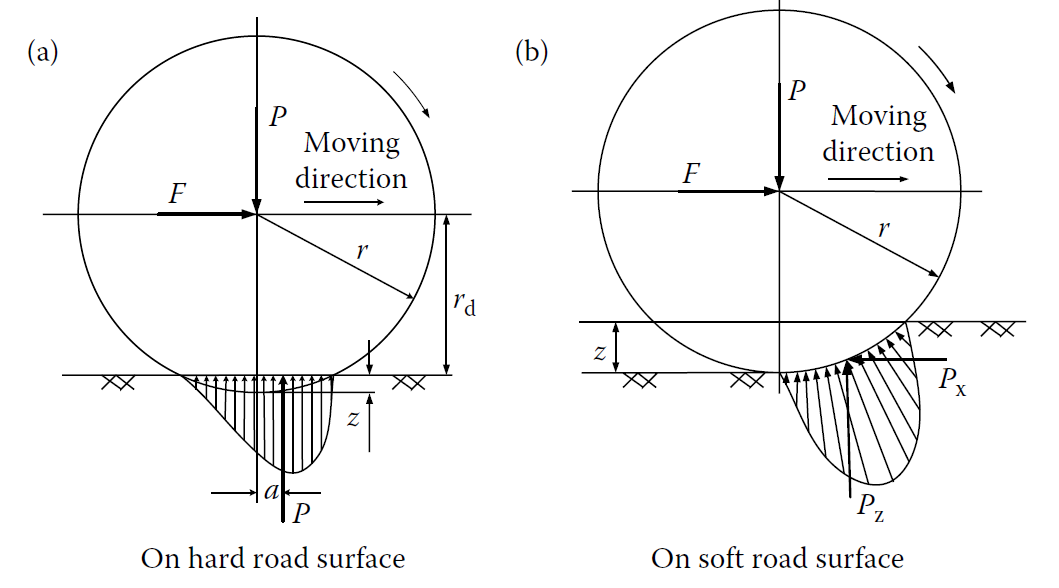 (a)
P
Moving
direction
F
r
r_d
z
a
P
On hard road surface
(b)
P
Moving
direction
F
r
z
P_x
P_z
On soft road surface